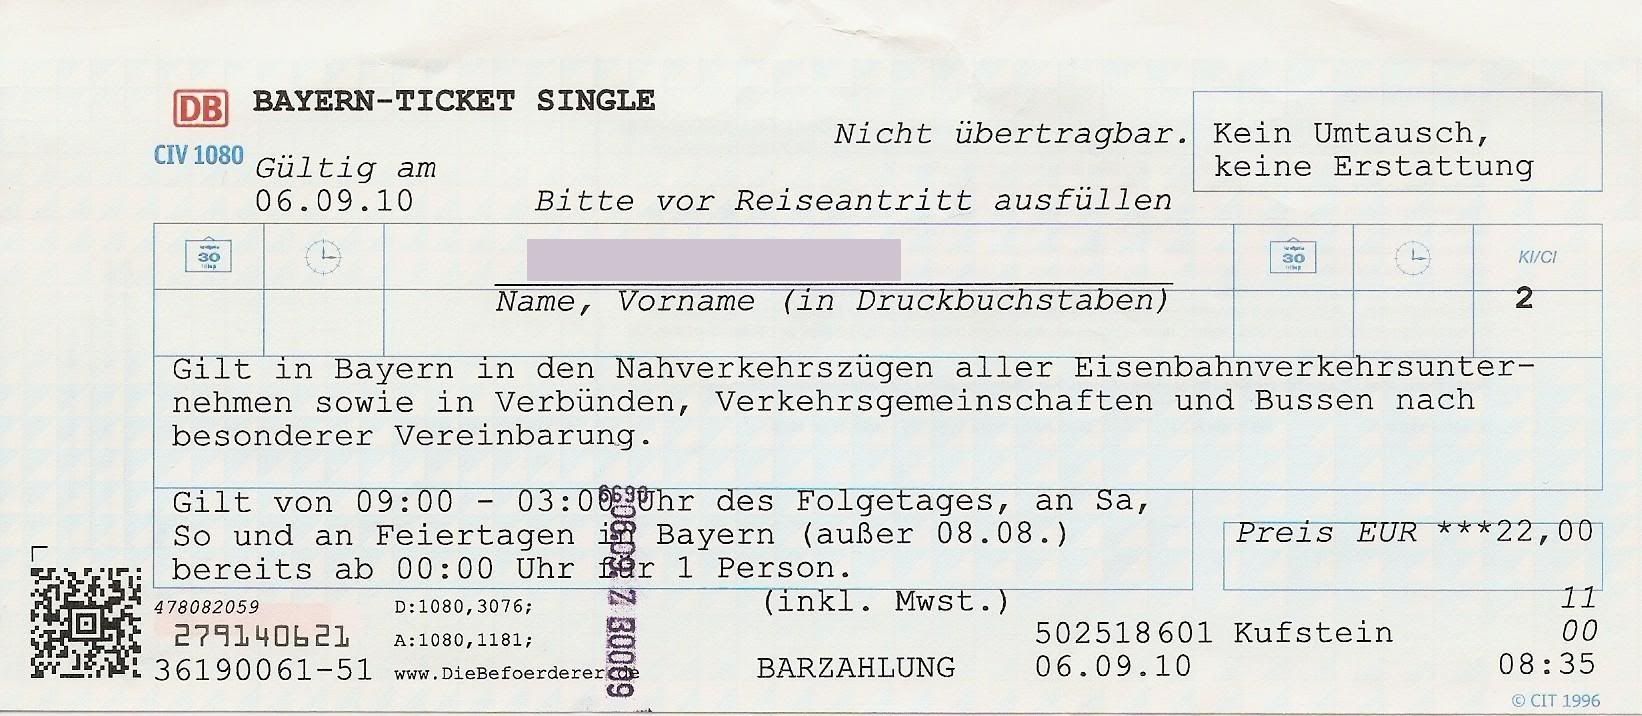 DB BAYERN-TICKET SINGLE
Nicht übertragbar.
Kein Umtausch,
keine Erstattung
CIV 1080
Gültig am
06.09.10
Bitte vor Reiseantritt ausfüllen
30
30
Kl/Cl
Name, Vorname (in Druckbuchstaben)
2
Gilt in Bayern in den Nahverkehrszügen aller Eisenbahnverkehrsunter-
nehmen sowie in Verbünden, Verkehrsgemeinschaften und Bussen nach
besonderer Vereinbarung.
Gilt von 09:00 - 03:00 Uhr des Folgetages, an Sa,
So und an Feiertagen in Bayern (außer 08.08.)
bereits ab 00:00 Uhr für 1 Person.
Preis EUR ***22,00
(inkl. Mwst.)
11
478082059
D:1080,3076;
279140621
A:1080,1181;
502518601 Kufstein
00
36190061-51
www.DieBefoerderer.de
BARZAHLUNG
06.09.10
08:35
© CIT 1996